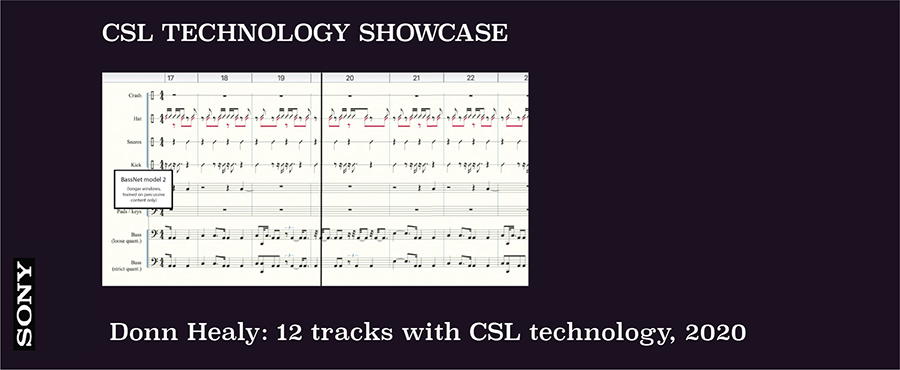 CSL TECHNOLOGY SHOWCASE
17 18 19 20 21 22 2
Crash
Hat
Snares
Kick
BassNet model 2
(longer windows,
trained on percussive
content only)
Pads / keys
Bass
(loose quant.)
Bass
(strict quant.)
SONY
Donn Healy: 12 tracks with CSL technology, 2020